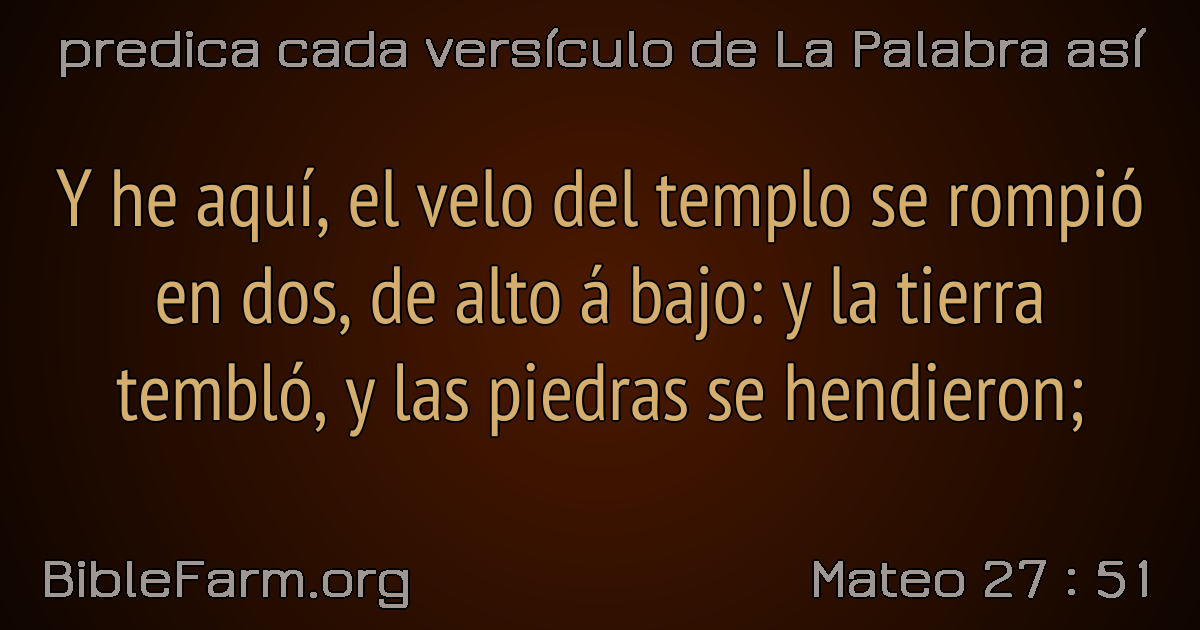 predica cada versículo de La Palabra así
Y he aquí, el velo del templo se rompió
en dos, de alto á bajo: y la tierra
tembló, y las piedras se hendieron;
BibleFarm.org
Mateo 27 : 51